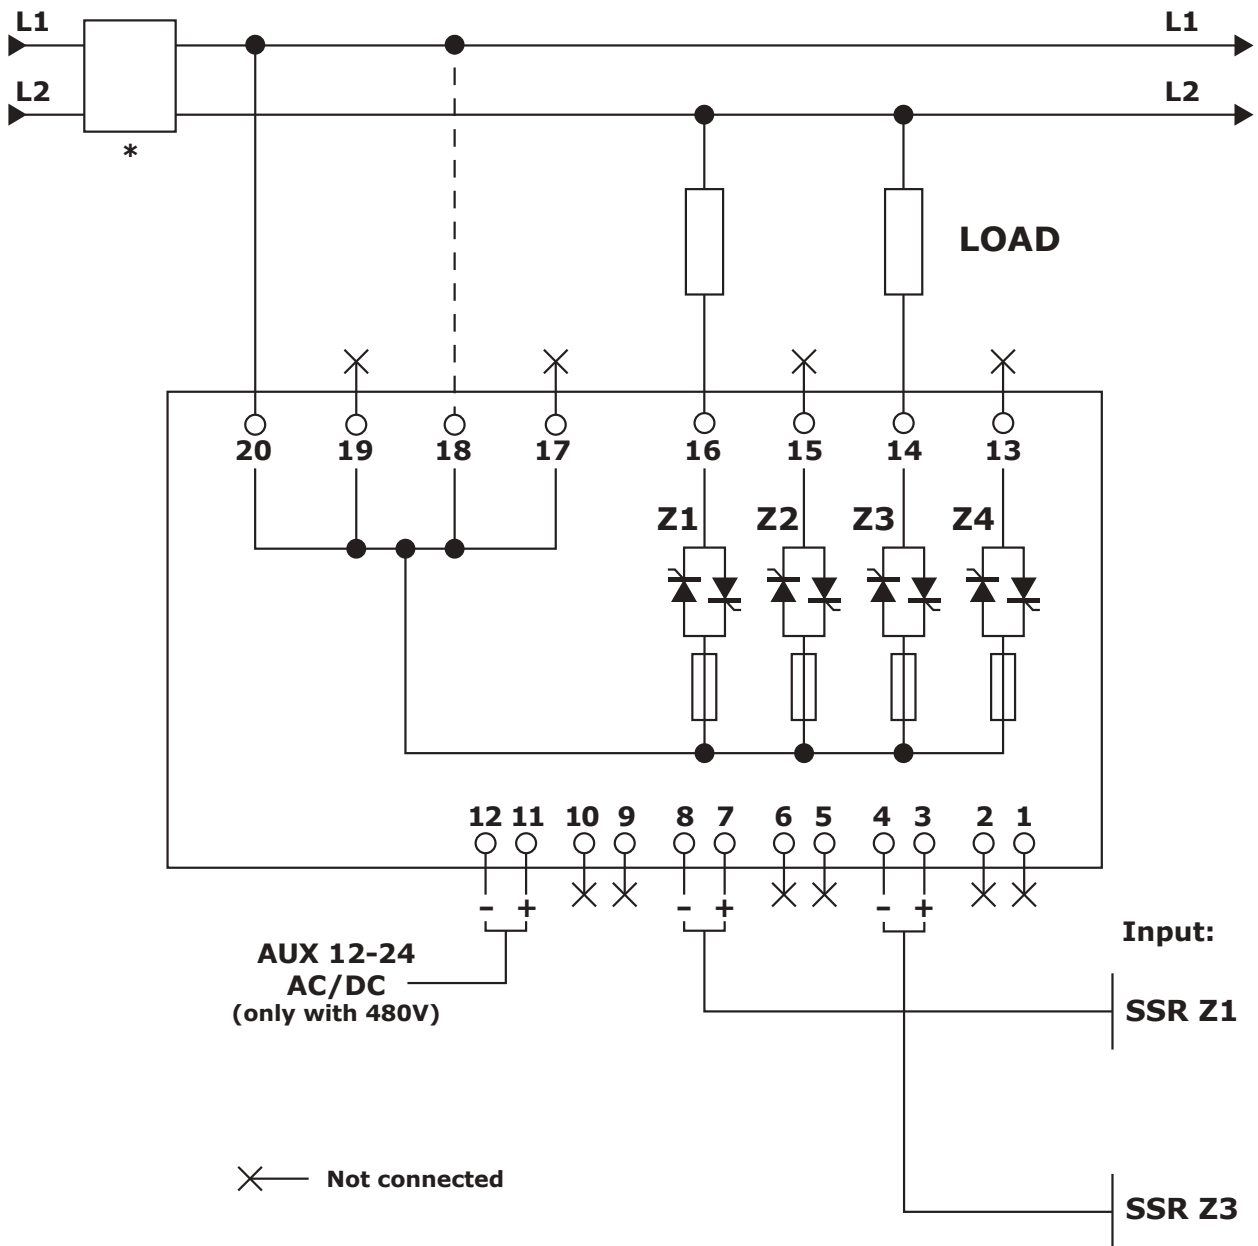 L1 L1
L2 L2
*
LOAD
20 19 18 17 16 15 14 13
Z1 Z2 Z3 Z4
12 11 10 9 8 7 6 5 4 3 2 1
- + - + - +
Input:
AUX 12-24
AC/DC
(only with 480V)
SSR Z1
Not connected
SSR Z3